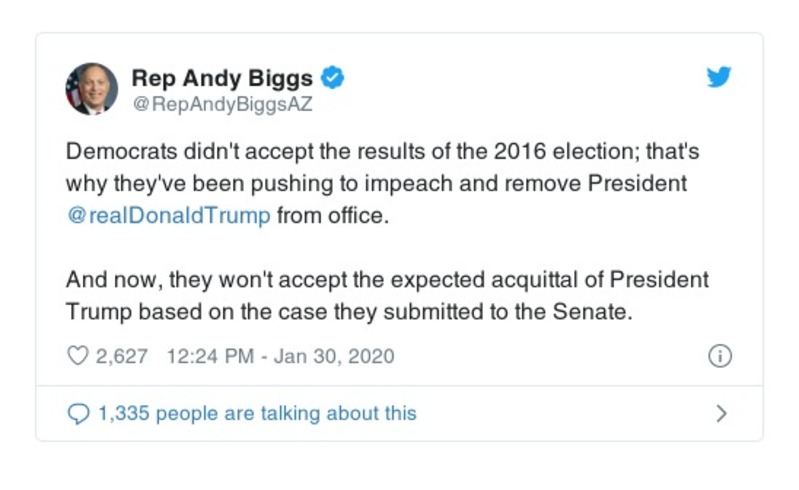 Rep Andy Biggs
@RepAndyBiggsAZ
Democrats didn't accept the results of the 2016 election; that's
why they've been pushing to impeach and remove President
@realDonaldTrump from office.
And now, they won't accept the expected acquittal of President
Trump based on the case they submitted to the Senate.
2,627 12:24 PM - Jan 30, 2020
1,335 people are talking about this